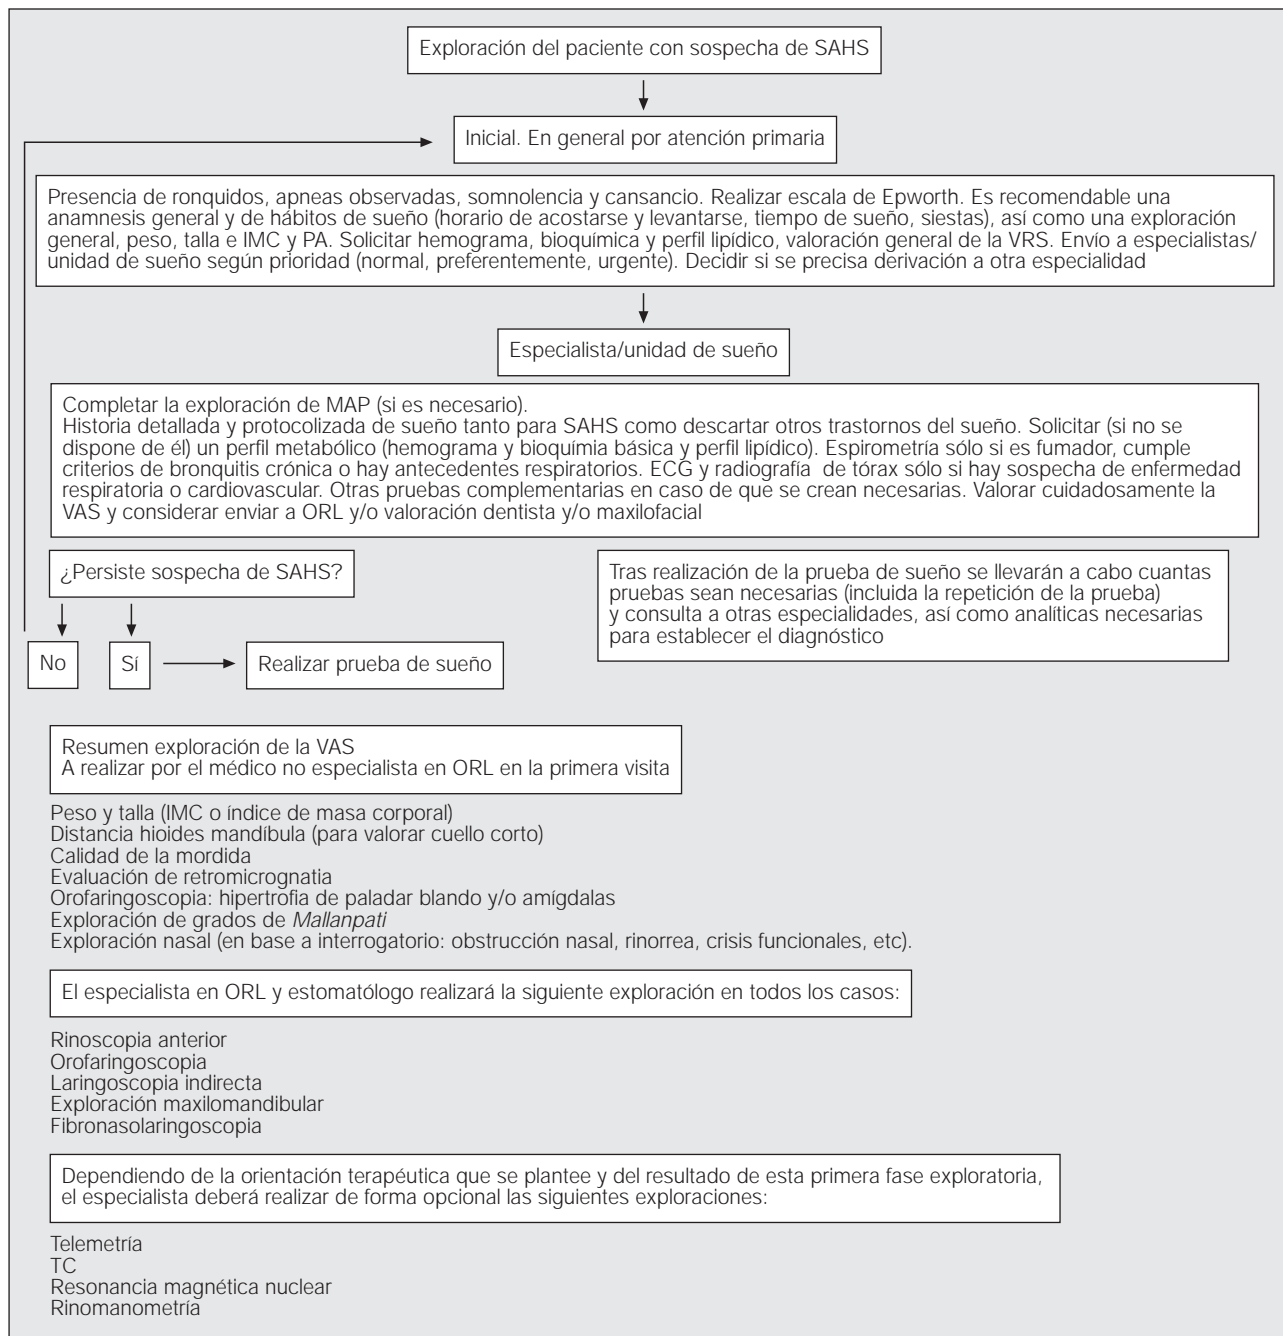 Exploración del paciente con sospecha de SAHS
Inicial. En general por atención primaria
Presencia de ronquidos, apneas observadas, somnolencia y cansancio. Realizar escala de Epworth. Es recomendable una
anamnesis general y de hábitos de sueño (horario de acostarse y levantarse, tiempo de sueño, siestas), así como una exploración
general, peso, talla e IMC y PA. Solicitar hemograma, bioquímica y perfil lipídico, valoración general de la VRS. Envío a especialistas/
unidad de sueño según prioridad (normal, preferentemente, urgente). Decidir si se precisa derivación a otra especialidad
Especialista/unidad de sueño
Completar la exploración de MAP (si es necesario).
Historia detallada y protocolizada de sueño tanto para SAHS como descartar otros trastornos del sueño. Solicitar (si no se
dispone de él) un perfil metabólico (hemograma y bioquímia básica y perfil lipídico). Espirometría sólo si es fumador, cumple
criterios de bronquitis crónica o hay antecedentes respiratorios. ECG y radiografía de tórax sólo si hay sospecha de enfermedad
respiratoria o cardiovascular. Otras pruebas complementarias en caso de que se crean necesarias. Valorar cuidadosamente la
VAS y considerar enviar a ORL y/o valoración dentista y/o maxilofacial
¿Persiste sospecha de SAHS?
No
Sí
Realizar prueba de sueño
Tras realización de la prueba de sueño se llevarán a cabo cuantas
pruebas sean necesarias (incluida la repetición de la prueba)
y consulta a otras especialidades, así como analíticas necesarias
para establecer el diagnóstico
Resumen exploración de la VAS
A realizar por el médico no especialista en ORL en la primera visita
Peso y talla (IMC o índice de masa corporal)
Distancia hioides mandíbula (para valorar cuello corto)
Calidad de la mordida
Evaluación de retromicrognatia
Orofaringoscopia: hipertrofia de paladar blando y/o amígdalas
Exploración de grados de Mallanpati
Exploración nasal (en base a interrogatorio: obstrucción nasal, rinorrea, crisis funcionales, etc).
El especialista en ORL y estomatólogo realizará la siguiente exploración en todos los casos:
Rinoscopia anterior
Orofaringoscopia
Laringoscopia indirecta
Exploración maxilomandibular
Fibronasolaringoscopia
Dependiendo de la orientación terapéutica que se plantee y del resultado de esta primera fase exploratoria,
el especialista deberá realizar de forma opcional las siguientes exploraciones:
Telemetría
TC
Resonancia magnética nuclear
Rinomanometría